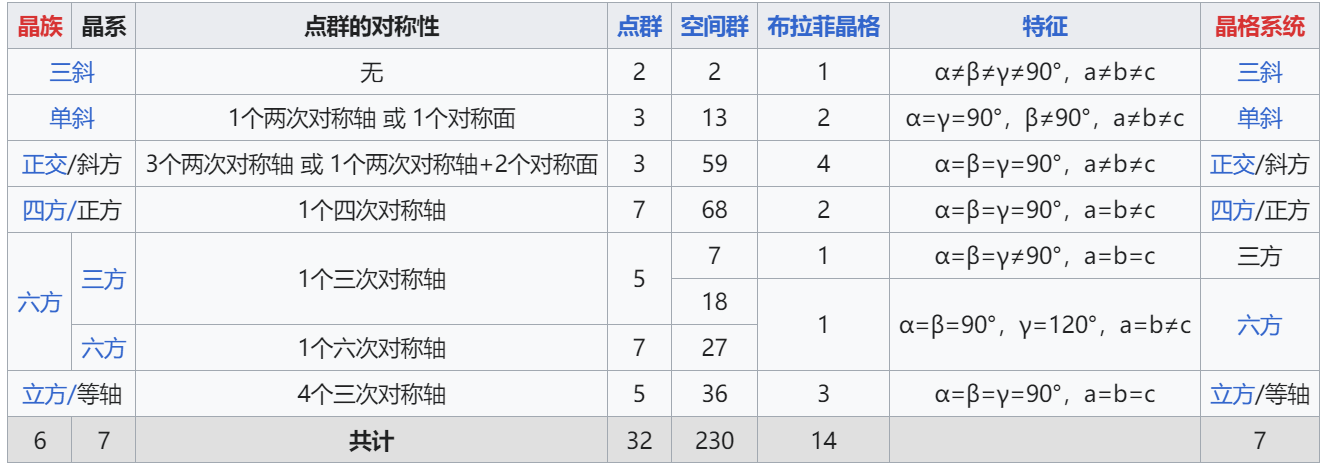 晶族 晶系 点群的对称性 点群 空间群 布拉菲晶格 特征 晶格系统
三斜 无 2 2 1 α≠β≠γ≠90°，a≠b≠c 三斜
单斜 1个两次对称轴 或 1个对称面 3 13 2 α=γ=90°，β≠90°，a≠b≠c 单斜
正交/斜方 3个两次对称轴 或 1个两次对称轴+2个对称面 3 59 4 α=β=γ=90°，a≠b≠c 正交/斜方
四方/正方 1个四次对称轴 7 68 2 α=β=γ=90°，a=b≠c 四方/正方
六方 三方 1个三次对称轴 5 7 1 α=β=γ≠90°，a=b=c 三方
18 1 α=β=90°，γ=120°，a=b≠c 六方
六方 1个六次对称轴 7 27
立方/等轴 4个三次对称轴 5 36 3 α=β=γ=90°，a=b=c 立方/等轴
6 7 共计 32 230 14 7